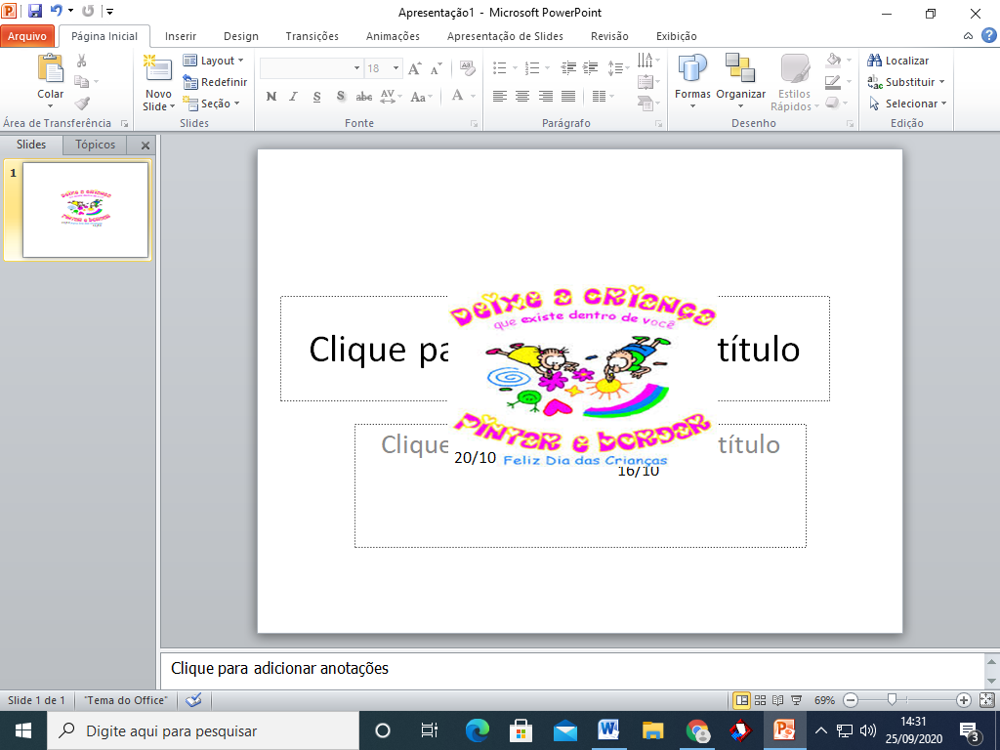 Apresentação1 - Microsoft PowerPoint
Arquivo Página Inicial Inserir Design Transições Animações Apresentação de Slides Revisão Exibição
Colar
Área de Transferência
Novo Slide
Layout
Redefinir
Seção
Slides
18
N I S S abc AV Aa A
Fonte
Parágrafo
Formas
Organizar
Estilos Rápidos
Desenho
Localizar
Substituir
Selecionar
Edição
Slides Tópicos
1
DEIXE A CRIANÇA
que existe dentro de você
Clique pa título
PINTAR E BORDAR
Clique título
20/10 Feliz Dia das Crianças
16/10
Clique para adicionar anotações
Slide 1 de 1 "Tema do Office" 69%
Digite aqui para pesquisar
14:31
25/09/2020
3